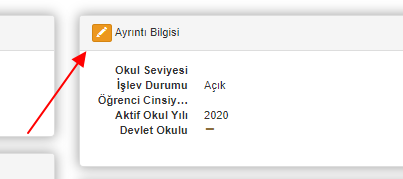 Ayrıntı Bilgisi
Okul Seviyesi
İşlev Durumu Açık
Öğrenci Cinsiy...
Aktif Okul Yılı 2020
Devlet Okulu –